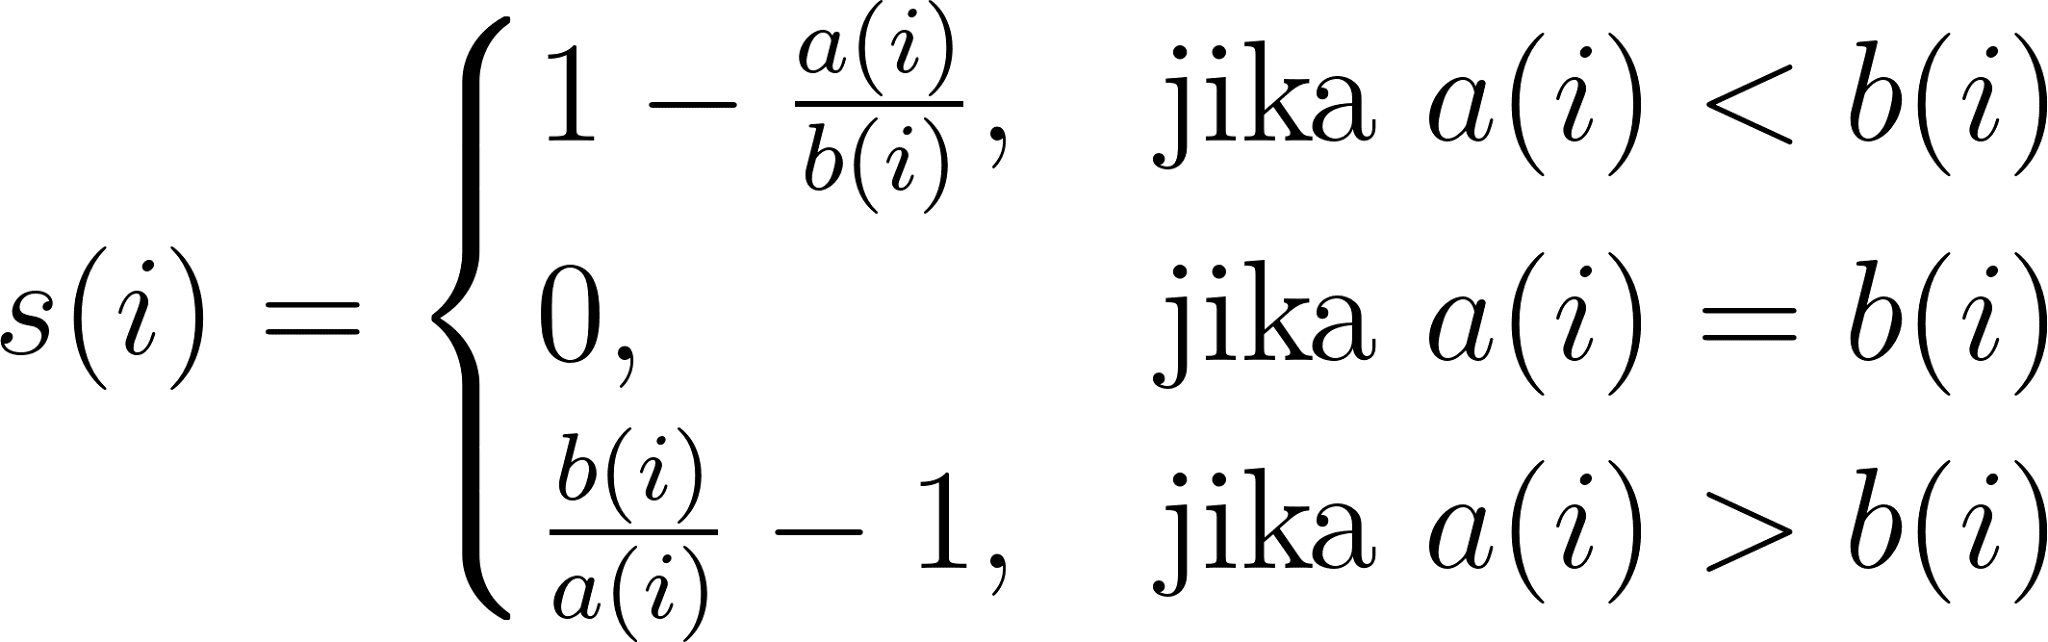 s(i) = { 1 − a(i)/b(i), jika a(i) < b(i)
0, jika a(i) = b(i)
b(i)/a(i) − 1, jika a(i) > b(i)